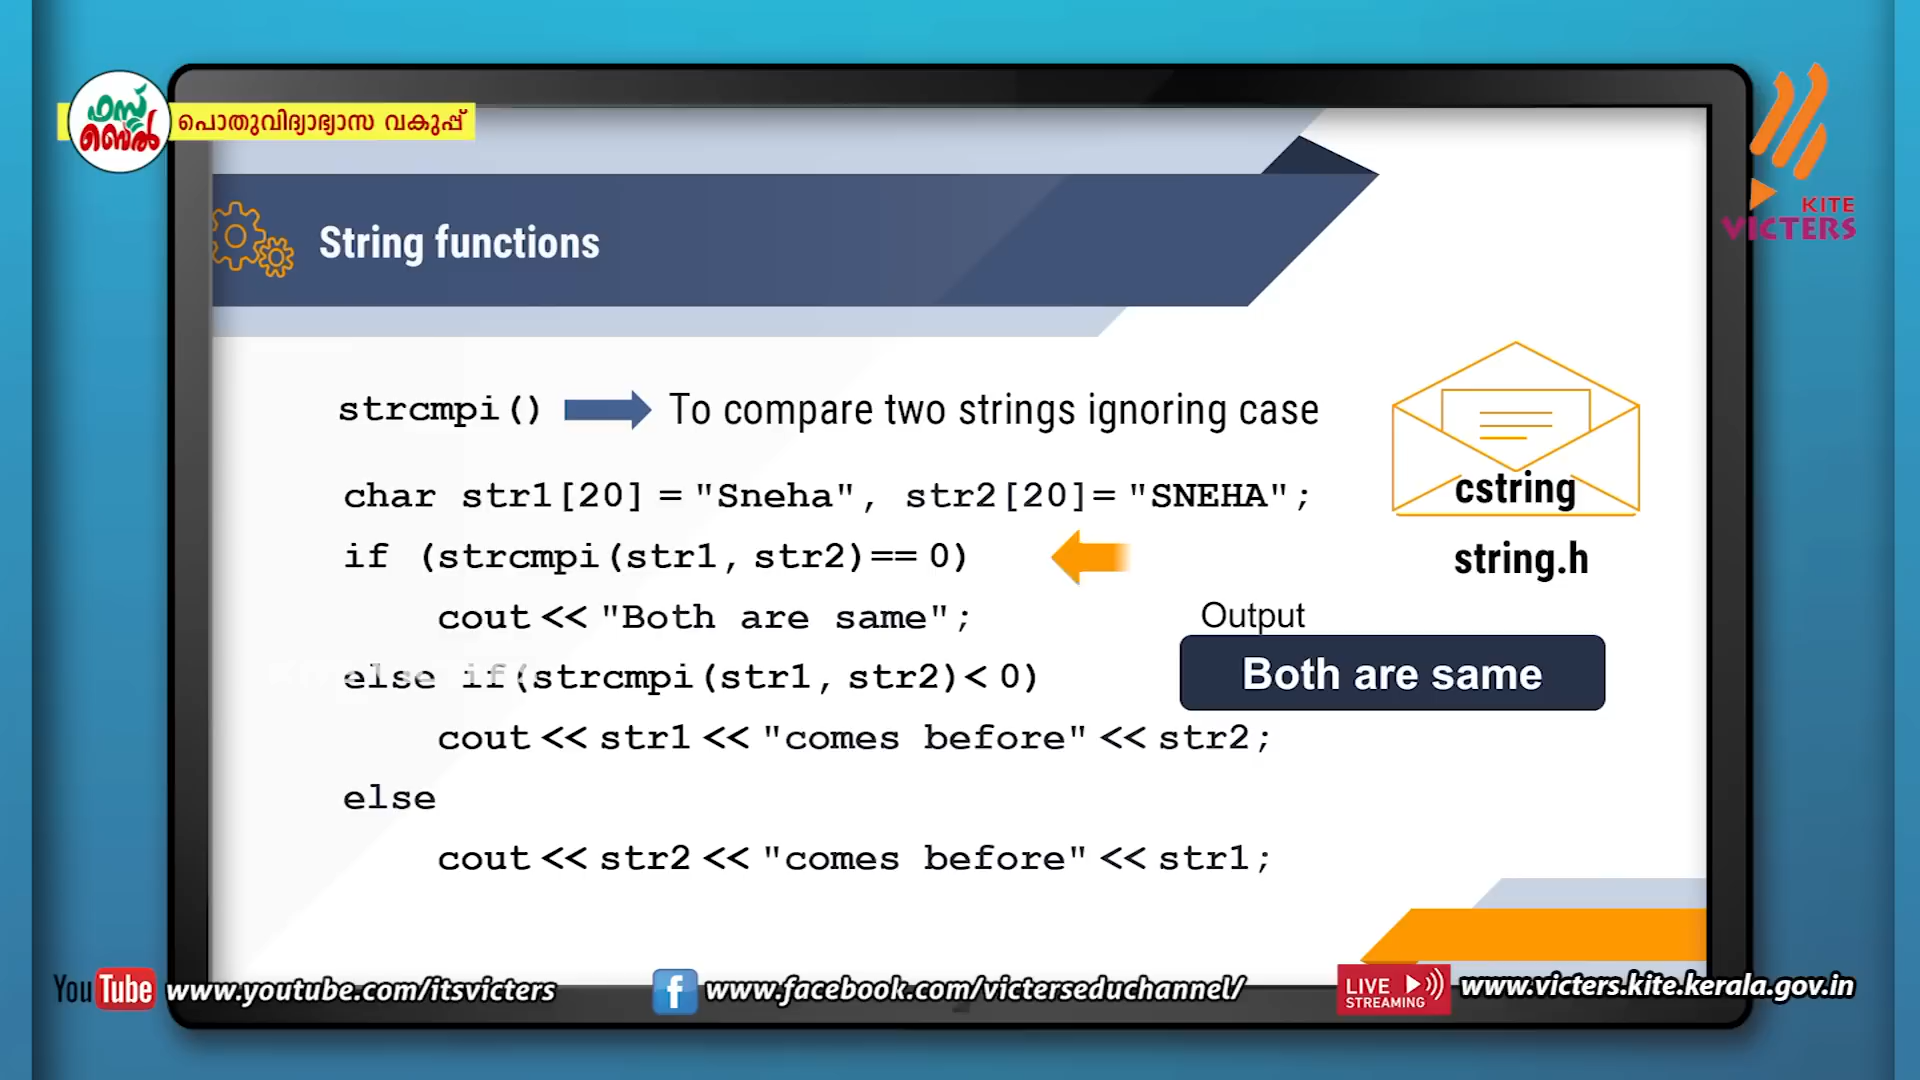 ഫസ്റ്റ്
ബെൽ
പൊതുവിദ്യാഭ്യാസ വകുപ്പ്
KITE
VICTERS
String functions
strcmpi() To compare two strings ignoring case
char str1[20] = "Sneha", str2[20]= "SNEHA";
if (strcmpi(str1, str2)== 0)
cout << "Both are same";
else if(strcmpi(str1, str2)< 0)
cout << str1 << "comes before" << str2;
else
cout << str2 << "comes before" << str1;
cstring
string.h
Output
Both are same
YouTube www.youtube.com/itsvicters
f www.facebook.com/victerseduchannel/
LIVE STREAMING www.victers.kite.kerala.gov.in